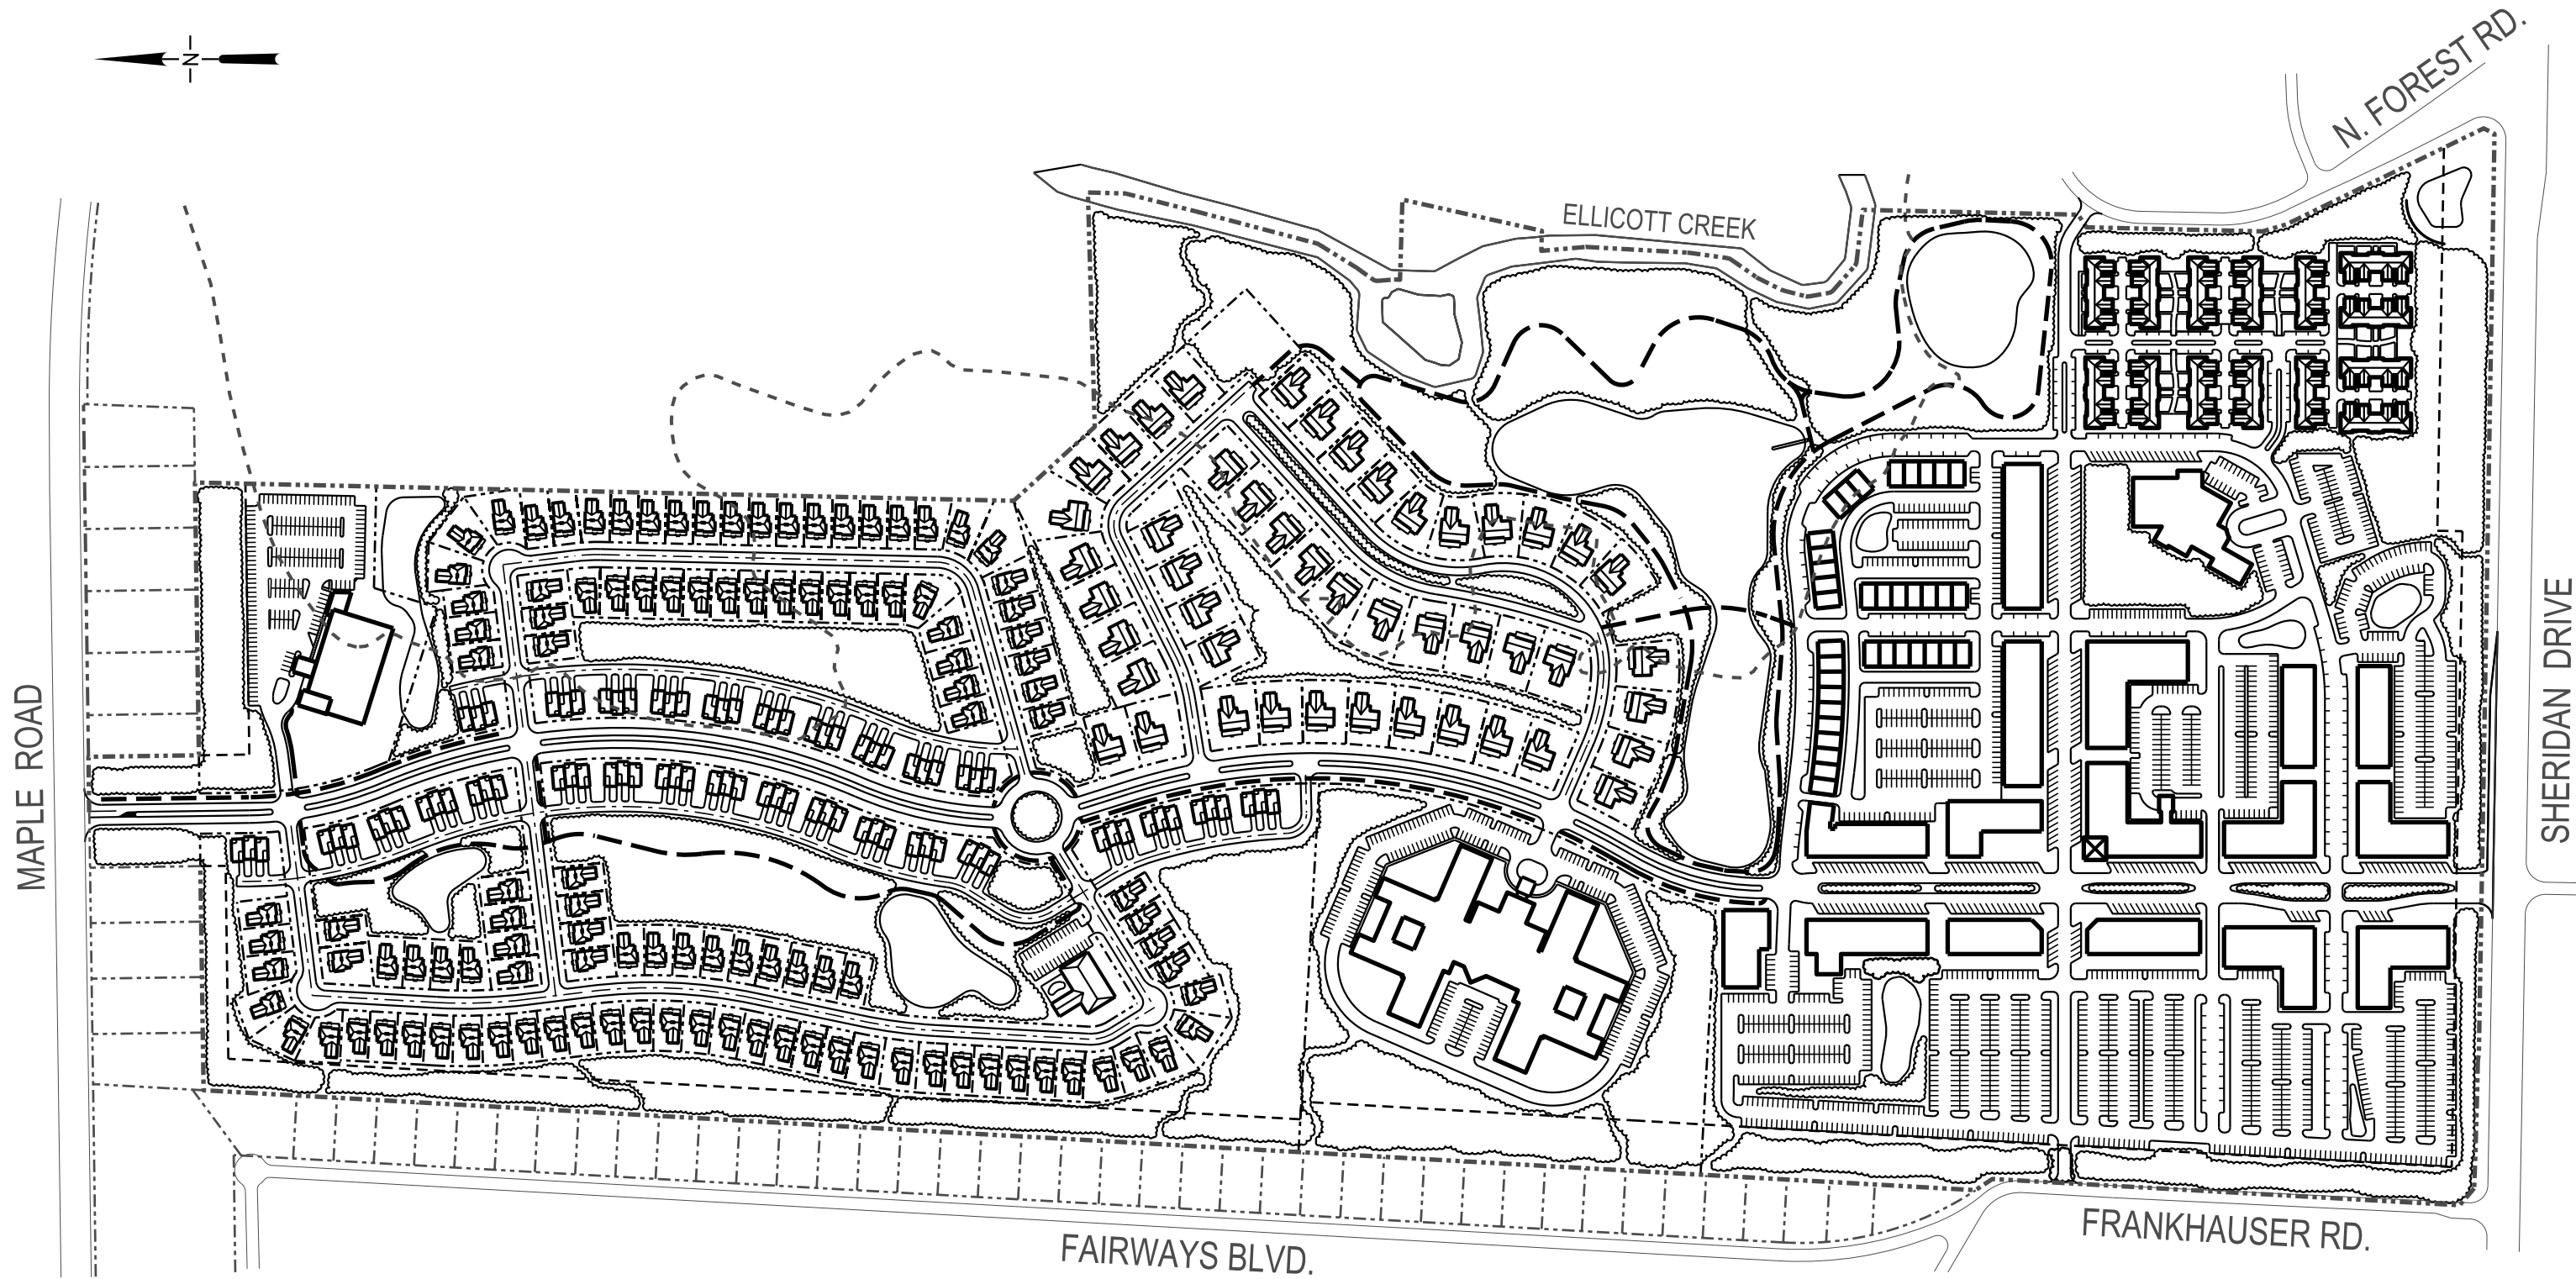 N
N. FOREST RD.
ELLICOTT CREEK
MAPLE ROAD
SHERIDAN DRIVE
FRANKHAUSER RD.
FAIRWAYS BLVD.